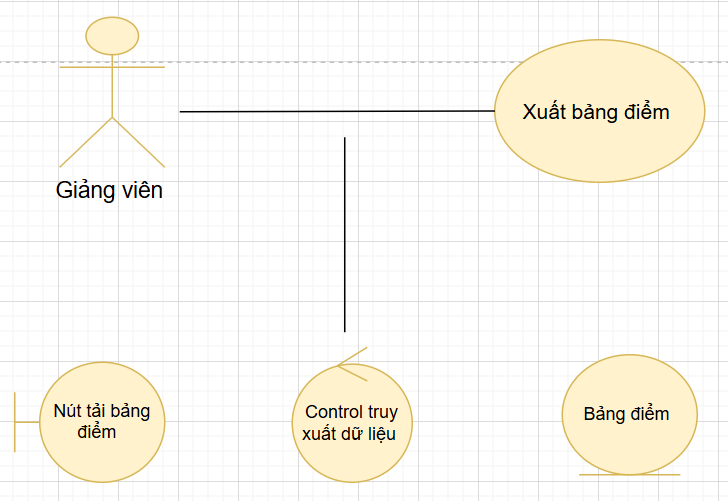 Xuất bảng điểm
Giảng viên
Nút tải bảng
điểm
Control truy
xuất dữ liệu
Bảng điểm